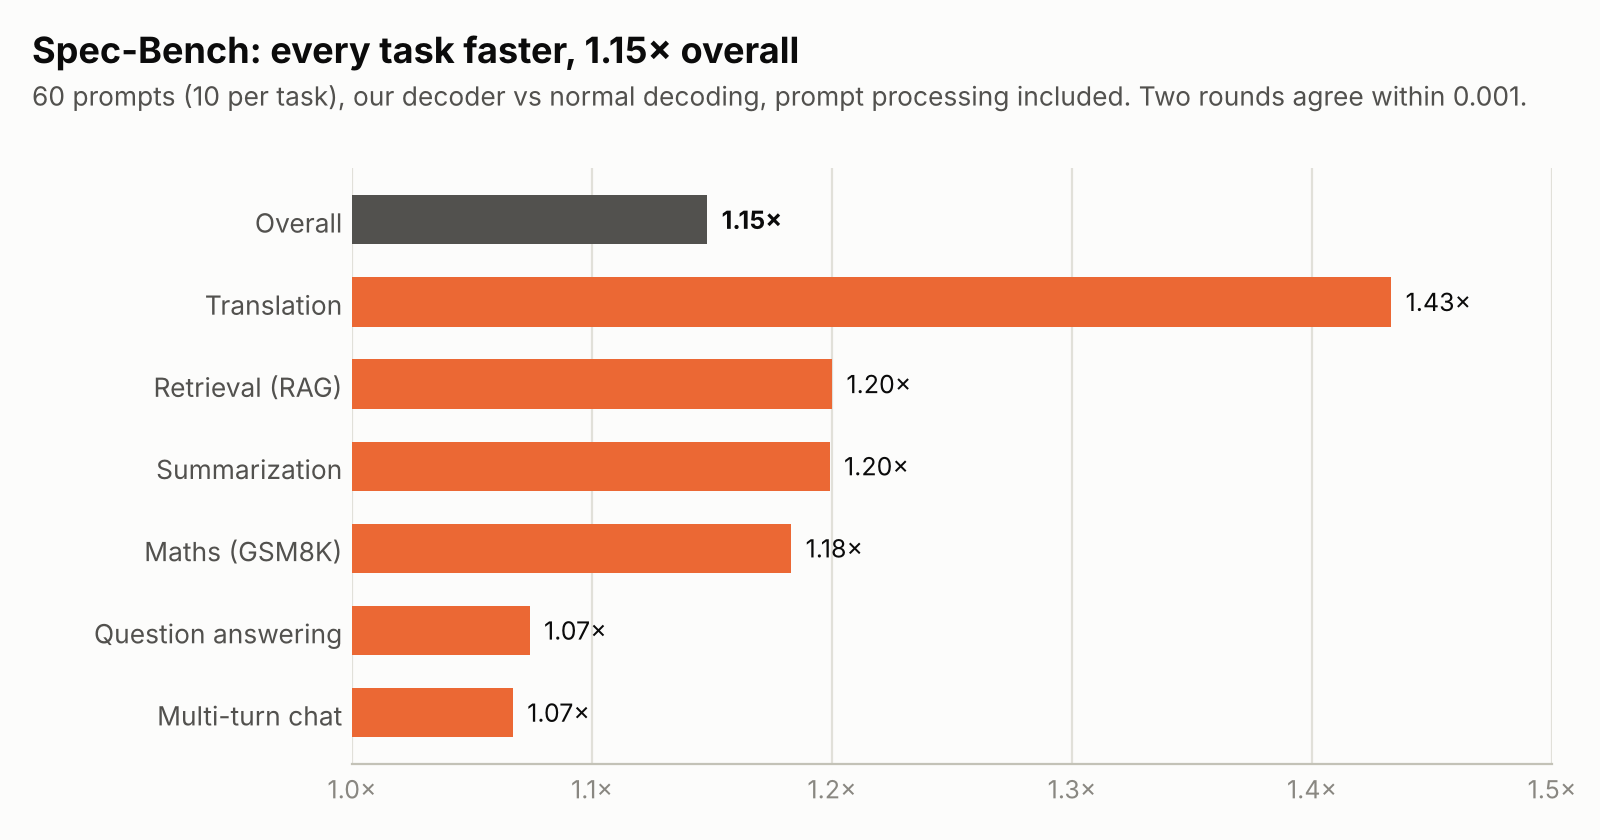 Spec-Bench: every task faster, 1.15× overall
60 prompts (10 per task), our decoder vs normal decoding, prompt processing included. Two rounds agree within 0.001.
Overall 1.15×
Translation 1.43×
Retrieval (RAG) 1.20×
Summarization 1.20×
Maths (GSM8K) 1.18×
Question answering 1.07×
Multi-turn chat 1.07×
1.0× 1.1× 1.2× 1.3× 1.4× 1.5×